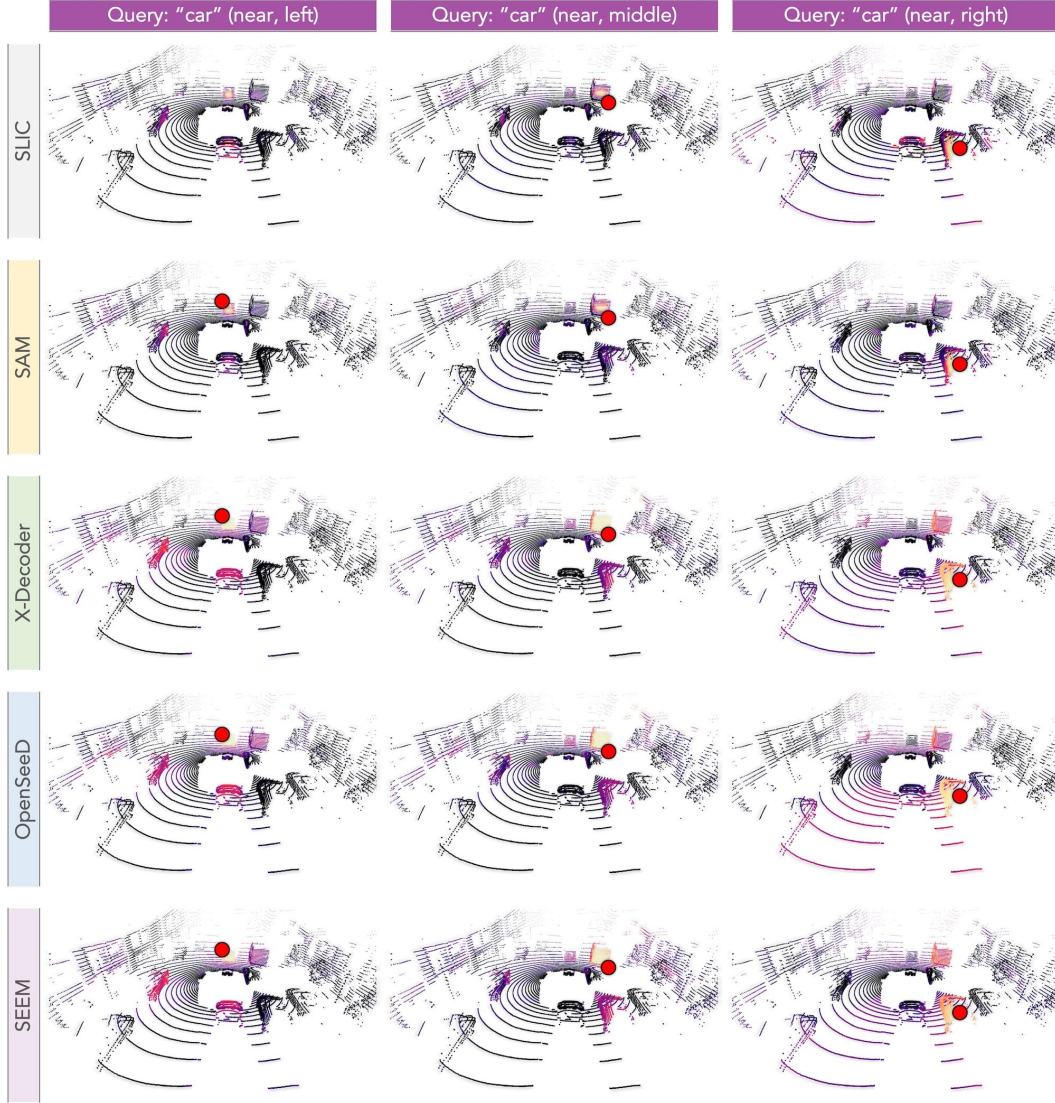 Query: “car” (near, left)
Query: “car” (near, middle)
Query: “car” (near, right)
SLIC
SAM
X-Decoder
OpenSeeD
SEEM